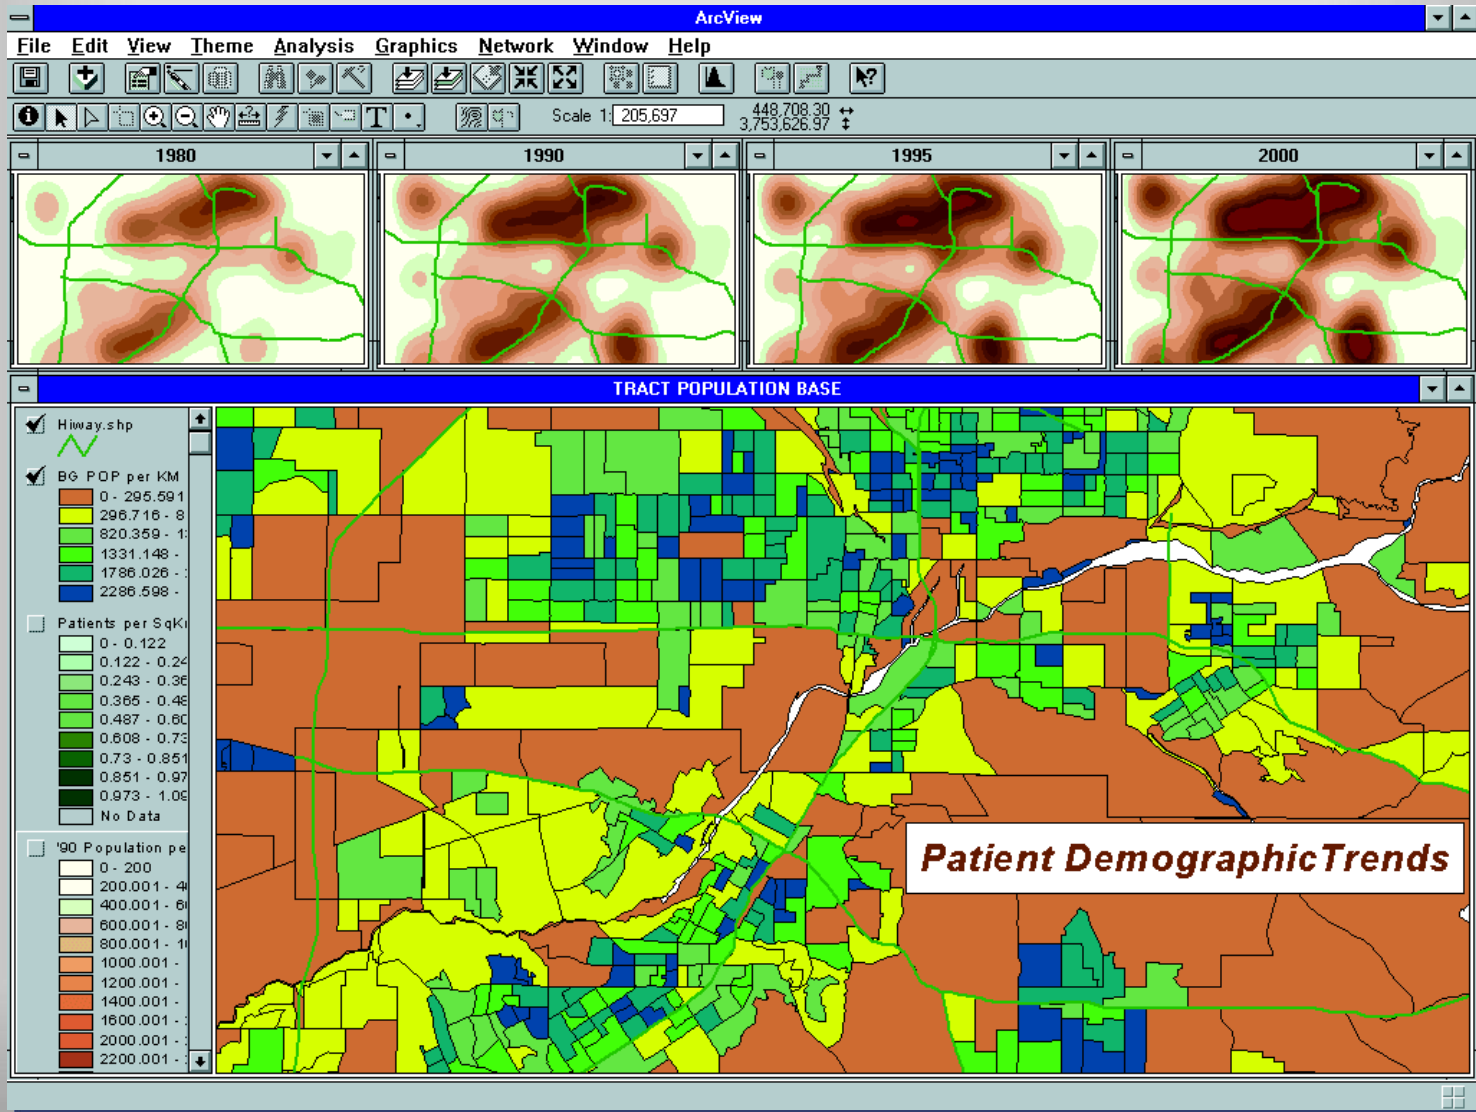 ArcView
File Edit View Theme Analysis Graphics Network Window Help
Scale 1: 205,697
448,708.30
3,753,626.97
1980
1990
1995
2000
TRACT POPULATION BASE
Hiway.shp
BG POP per KM
0 - 295.591
296.716 - 8
820.359 - 1
1331.148 -
1786.026 -
2286.598 -
Patients per SqK
0 - 0.122
0.122 - 0.24
0.243 - 0.36
0.365 - 0.48
0.487 - 0.60
0.608 - 0.73
0.73 - 0.851
0.851 - 0.97
0.973 - 1.09
No Data
'90 Population pe
0 - 200
200.001 - 4
400.001 - 6
600.001 - 8
800.001 - 1
1000.001 -
1200.001 -
1400.001 -
1600.001 -
2000.001 -
2200.001 -
Patient DemographicTrends